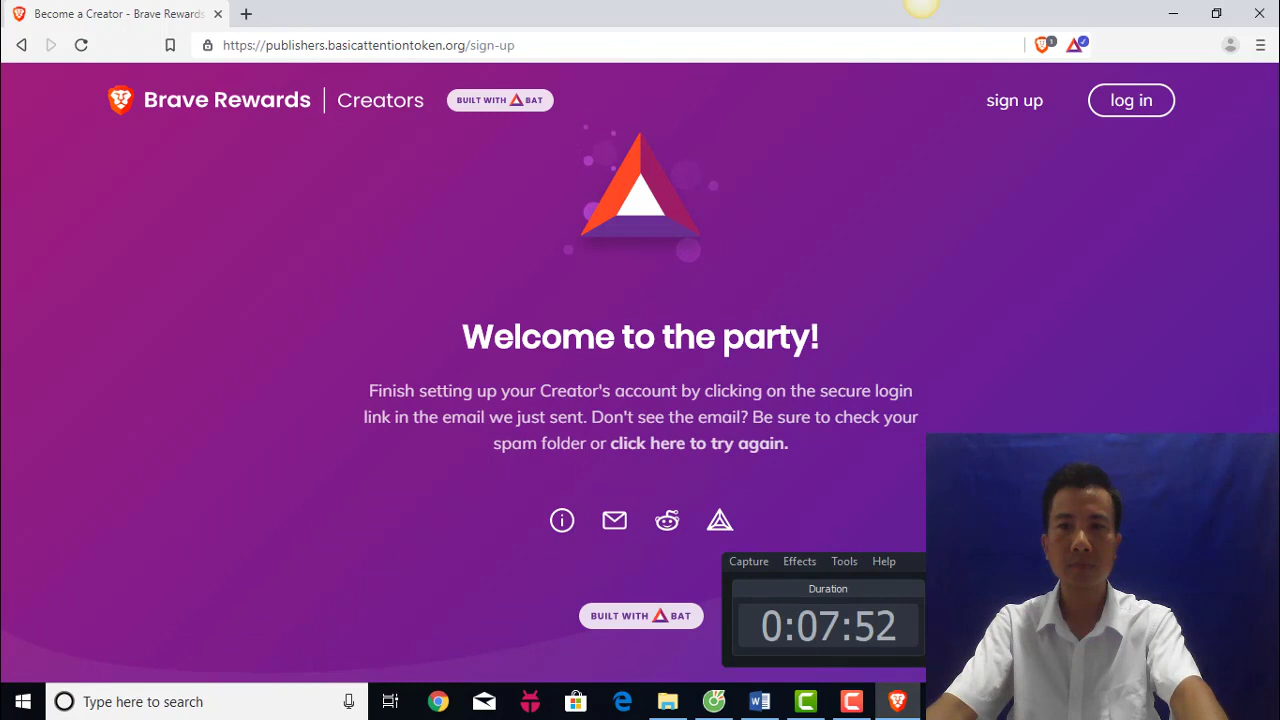 Become a Creator - Brave Rewards
https://publishers.basicattentiontoken.org/sign-up
1
Brave Rewards | Creators
BUILT WITH BAT
sign up
log in
Welcome to the party!
Finish setting up your Creator's account by clicking on the secure login
link in the email we just sent. Don't see the email? Be sure to check your
spam folder or click here to try again.
Capture Effects Tools Help
Duration
0:07:52
BUILT WITH BAT
Type here to search